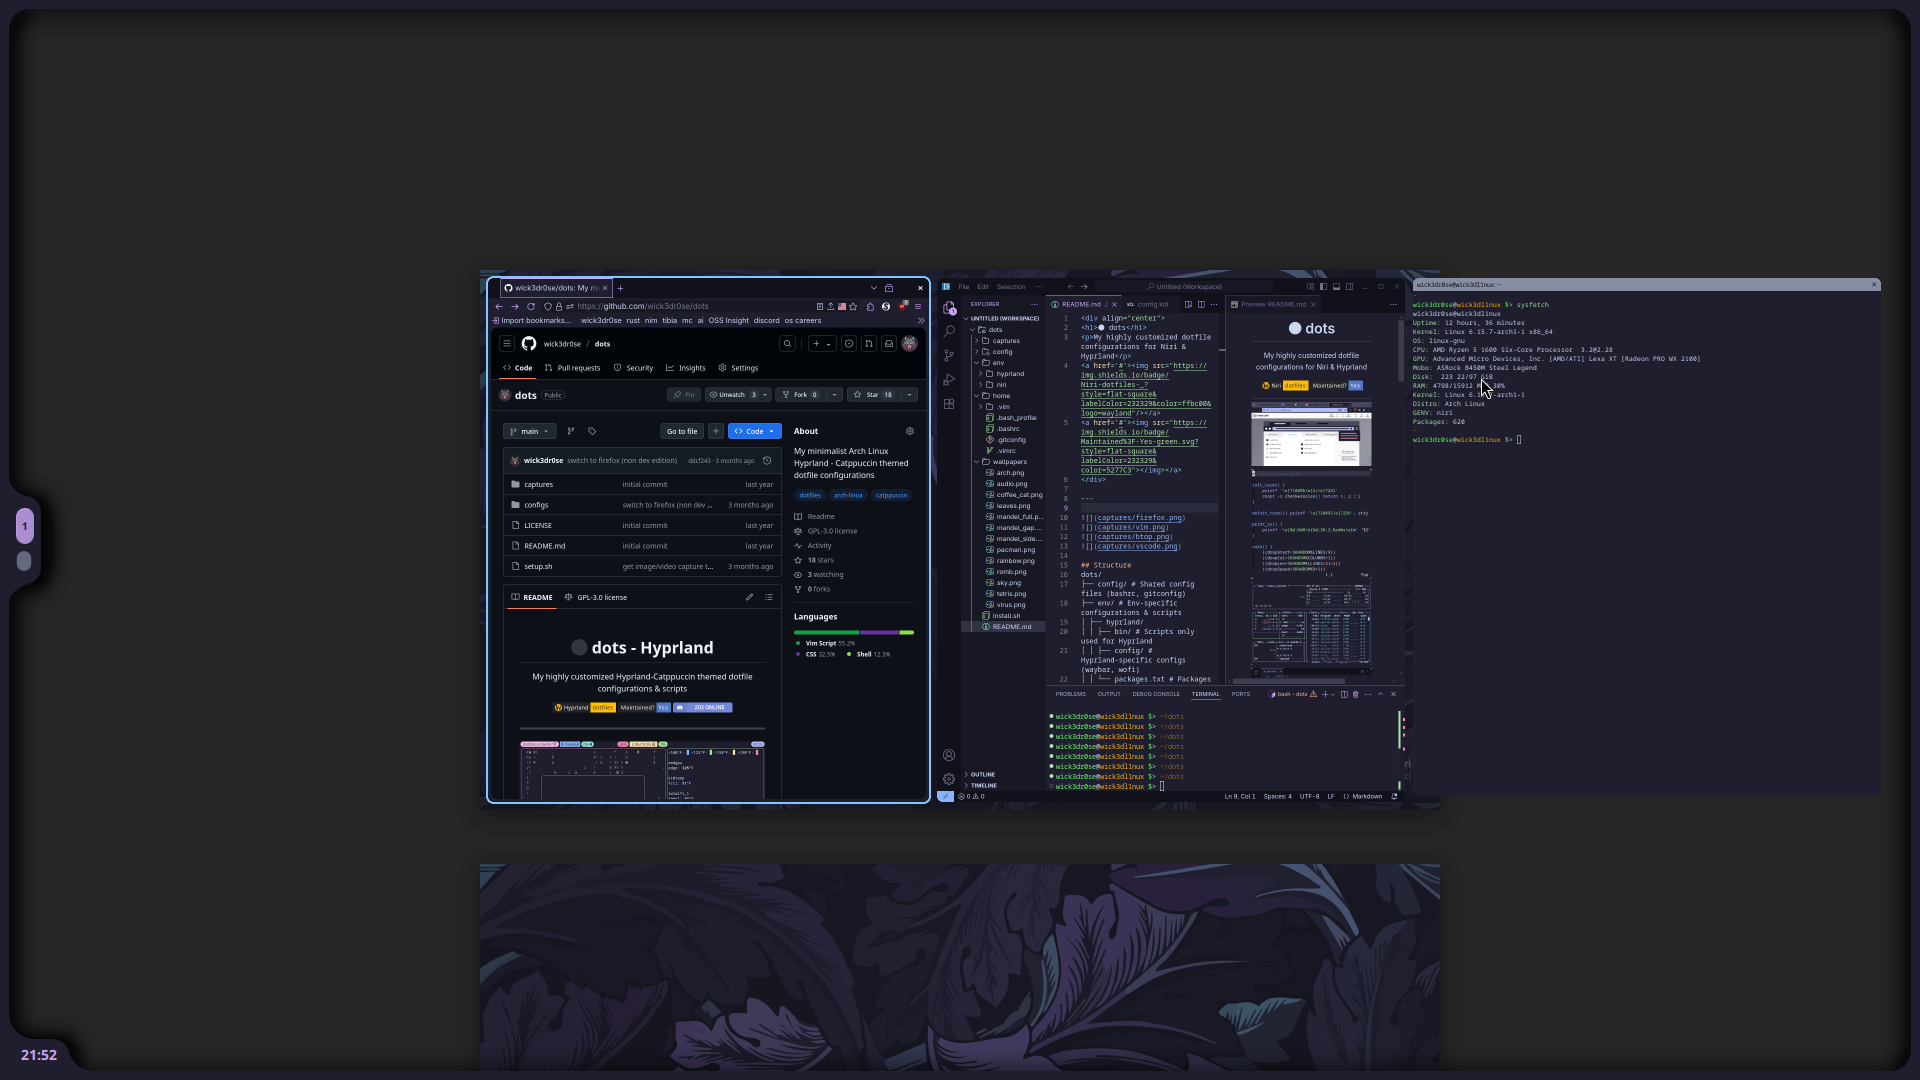 1
21:52
wick3dr0se/dots: My mi
https://github.com/wick3dr0se/dots
Import bookmarks... wick3dr0se rust nim tibia mc ai OSS Insight discord os careers
wick3dr0se / dots
Code Pull requests Security Insights Settings
dots Public Pin Unwatch 3 Fork 0 Star 18
main Go to file Code
wick3dr0se switch to firefox (non dev edition) ddcf243 · 3 months ago
captures initial commit last year
configs switch to firefox (non dev ... 3 months ago
LICENSE initial commit last year
README.md initial commit last year
setup.sh get image/video capture t... 3 months ago
README GPL-3.0 license
dots - Hyprland
My highly customized Hyprland-Catppuccin themed dotfile
configurations & scripts
Hyprland dotfiles Maintained? Yes 202 ONLINE
About
My minimalist Arch Linux
Hyprland - Catppuccin themed
dotfile configurations
dotfiles arch-linux catppuccin
Readme
GPL-3.0 license
Activity
18 stars
3 watching
0 forks
Languages
Vim Script 55.2%
CSS 32.5% Shell 12.3%
File Edit Selection ··· Untitled (Workspace)
EXPLORER ···
UNTITLED (WORKSPACE)
dots
captures
config
env
hyprland
niri
home
.vim
.bash_profile
.bashrc
.gitconfig
.vimrc
wallpapers
arch.png
audio.png
coffee_cat.png
leaves.png
mandel_full.p...
mandel_gap....
mandel_side....
pacman.png
rainbow.png
romb.png
sky.png
tetris.png
virus.png
install.sh
README.md
OUTLINE
TIMELINE
README.md config.kdl
1 <div align="center">
2 <h1>● dots</h1>
3 <p>My highly customized dotfile
configurations for Niri &
Hyprland</p>
4 <a href='#'><img src="https://
img.shields.io/badge/
Niri-dotfiles-_?
style=flat-square&
labelColor=232329&color=ffbc00&
logo=wayland"/></a>
5 <a href='#'><img src="https://
img.shields.io/badge/
Maintained%3F-Yes-green.svg?
style=flat-square&
labelColor=232329&
color=5277C3"></img></a>
6 </div>
7
8 ---
9
10 ![](captures/firefox.png)
11 ![](captures/vim.png)
12 ![](captures/btop.png)
13 ![](captures/vscode.png)
14
15 ## Structure
16 dots/
17 ├── config/ # Shared config
files (bashrc, gitconfig)
18 ├── env/ # Env-specific
configurations & scripts
19 │ ├── hyprland/
20 │ │ ├── bin/ # Scripts only
used for Hyprland
21 │ │ ├── config/ #
Hyprland-specific configs
(waybar, wofi)
22 │ │ └── packages.txt # Packages
Preview README.md
dots
My highly customized dotfile
configurations for Niri & Hyprland
Niri dotfiles Maintained? Yes
PROBLEMS OUTPUT DEBUG CONSOLE TERMINAL PORTS bash - dots
wick3dr0se@wick3dl1nux $> ~/dots
wick3dr0se@wick3dl1nux $> ~/dots
wick3dr0se@wick3dl1nux $> ~/dots
wick3dr0se@wick3dl1nux $> ~/dots
wick3dr0se@wick3dl1nux $> ~/dots
wick3dr0se@wick3dl1nux $> ~/dots
wick3dr0se@wick3dl1nux $> ~/dots
wick3dr0se@wick3dl1nux $>
0 0 Ln 9, Col 1 Spaces: 4 UTF-8 LF Markdown
wick3dr0se@wick3dl1nux:~
wick3dr0se@wick3dl1nux $> sysfetch
wick3dr0se@wick3dl1nux
Uptime: 12 hours, 36 minutes
Kernel: Linux 6.15.7-arch1-1 x86_64
OS: linux-gnu
CPU: AMD Ryzen 5 1600 Six-Core Processor 3.2@2.28
GPU: Advanced Micro Devices, Inc. [AMD/ATI] Lexa XT [Radeon PRO WX 2100]
Mobo: ASRock B450M Steel Legend
Disk: 223 22/97 GiB
RAM: 4798/15912 30%
Kernel: Linux 6.1 -arch1-1
Distro: Arch Linux
GENV: niri
Packages: 620
wick3dr0se@wick3dl1nux $>